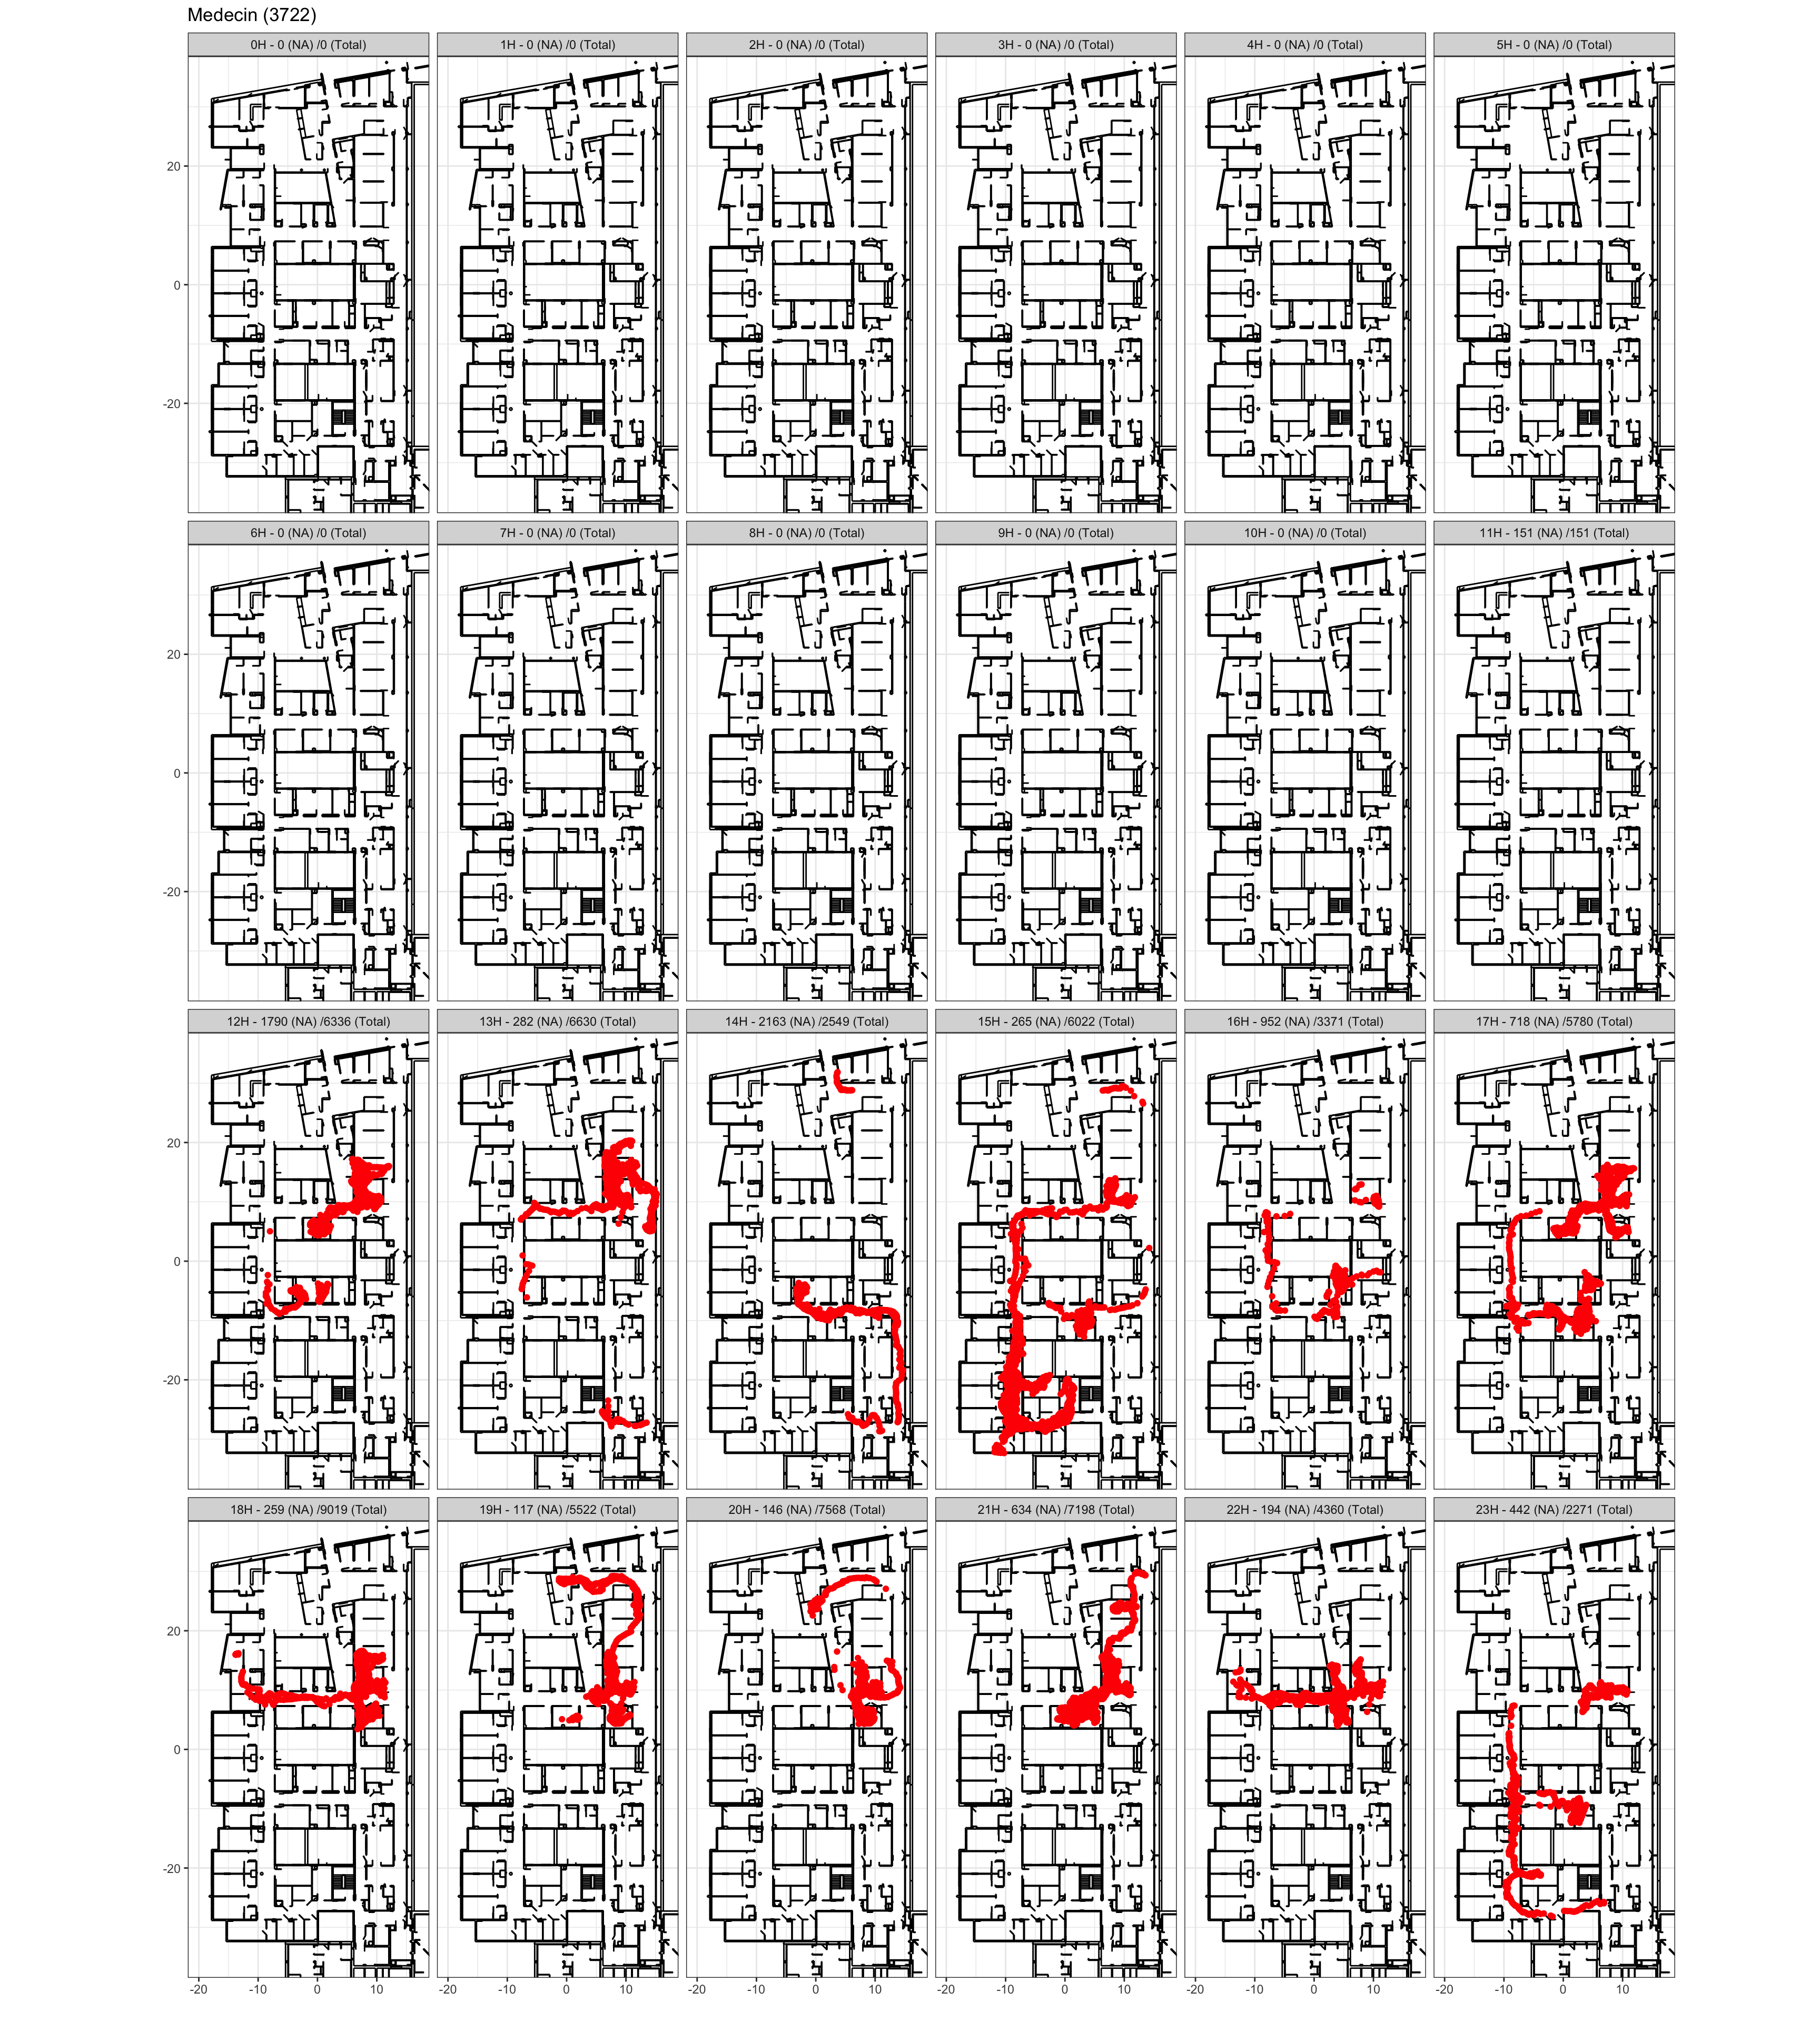 Medecin (3722)
0H - 0 (NA) /0 (Total) 1H - 0 (NA) /0 (Total) 2H - 0 (NA) /0 (Total) 3H - 0 (NA) /0 (Total) 4H - 0 (NA) /0 (Total) 5H - 0 (NA) /0 (Total)
20
0
-20
6H - 0 (NA) /0 (Total) 7H - 0 (NA) /0 (Total) 8H - 0 (NA) /0 (Total) 9H - 0 (NA) /0 (Total) 10H - 0 (NA) /0 (Total) 11H - 151 (NA) /151 (Total)
20
0
-20
12H - 1790 (NA) /6336 (Total) 13H - 282 (NA) /6630 (Total) 14H - 2163 (NA) /2549 (Total) 15H - 265 (NA) /6022 (Total) 16H - 952 (NA) /3371 (Total) 17H - 718 (NA) /5780 (Total)
20
0
-20
18H - 259 (NA) /9019 (Total) 19H - 117 (NA) /5522 (Total) 20H - 146 (NA) /7568 (Total) 21H - 634 (NA) /7198 (Total) 22H - 194 (NA) /4360 (Total) 23H - 442 (NA) /2271 (Total)
20
0
-20
-20 -10 0 10 -20 -10 0 10 -20 -10 0 10 -20 -10 0 10 -20 -10 0 10 -20 -10 0 10